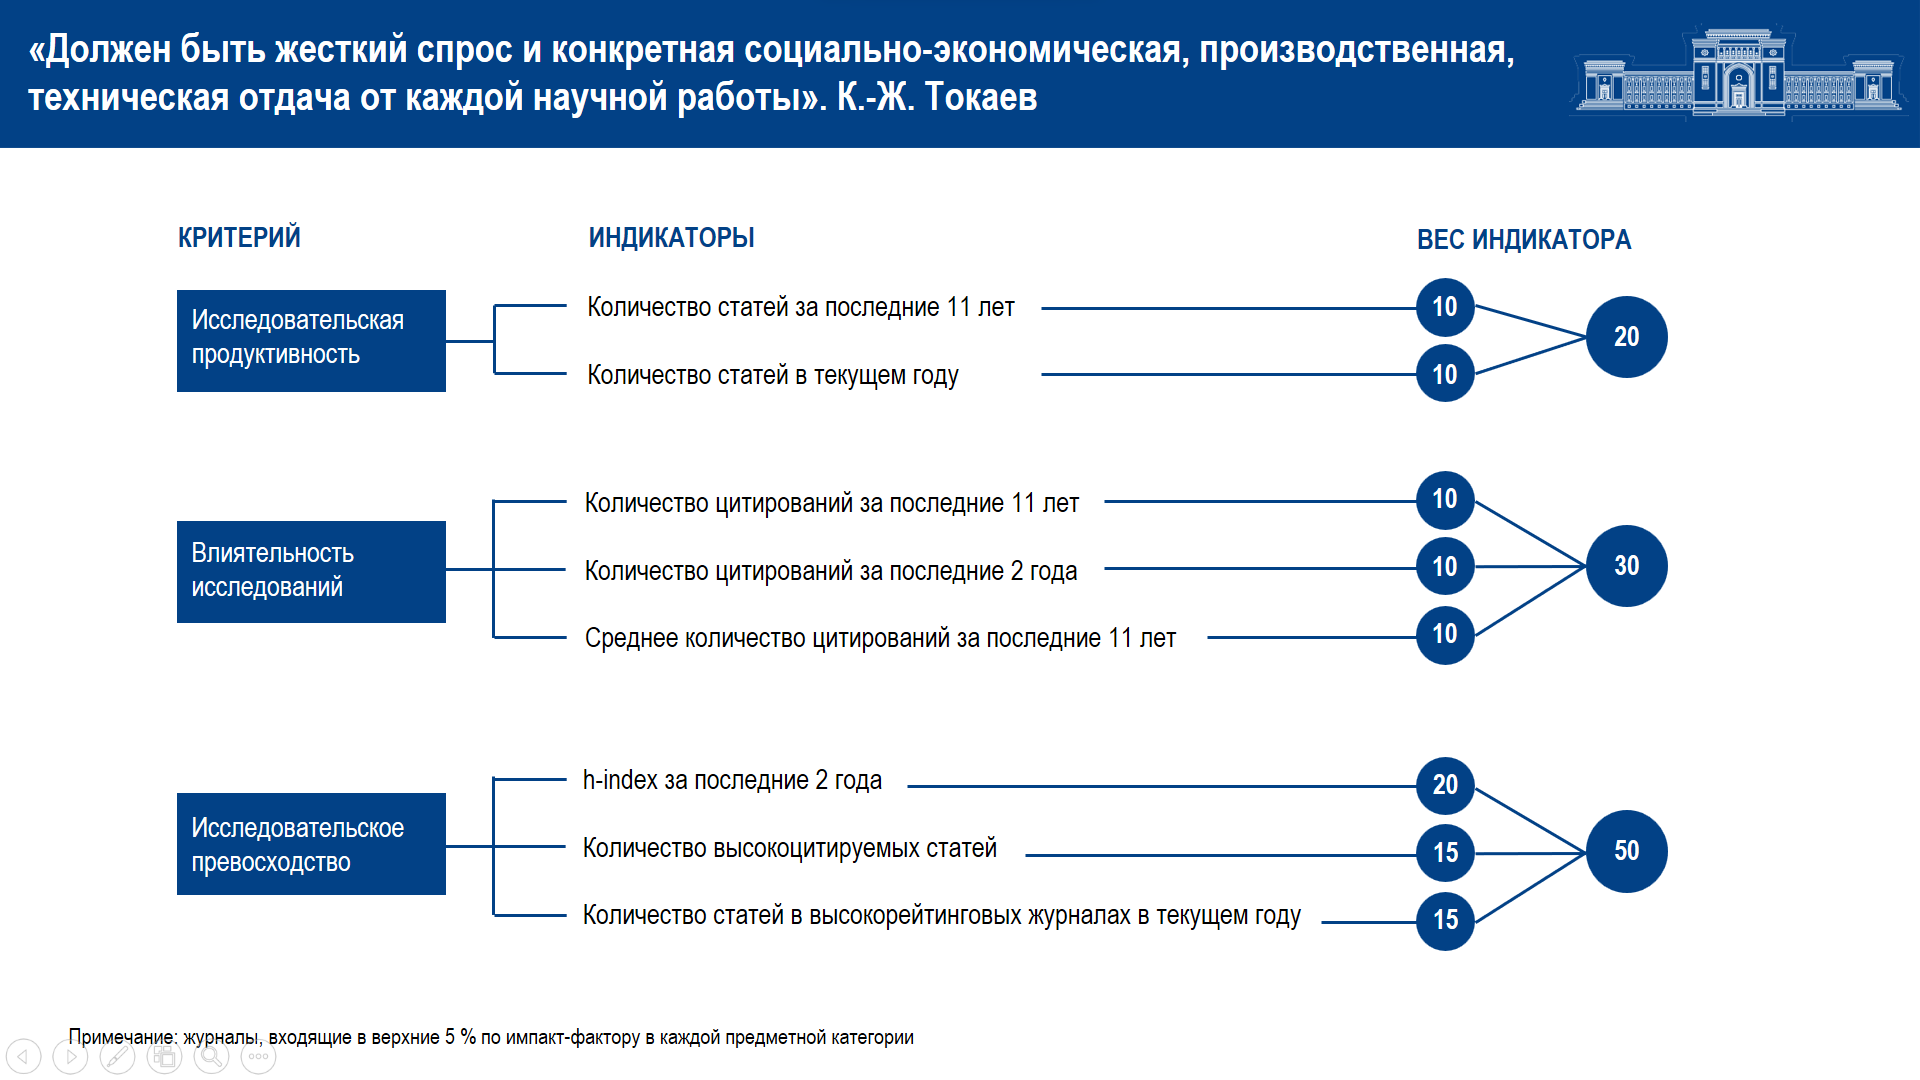 «Должен быть жесткий спрос и конкретная социально-экономическая, производственная,
техническая отдача от каждой научной работы». К.-Ж. Токаев
КРИТЕРИЙ
ИНДИКАТОРЫ
ВЕС ИНДИКАТОРА
Исследовательская
продуктивность
Количество статей за последние 11 лет
10
Количество статей в текущем году
10
20
Влиятельность
исследований
Количество цитирований за последние 11 лет
10
Количество цитирований за последние 2 года
10
Среднее количество цитирований за последние 11 лет
10
30
Исследовательское
превосходство
h-index за последние 2 года
20
Количество высокоцитируемых статей
15
Количество статей в высокорейтинговых журналах в текущем году
15
50
Примечание: журналы, входящие в верхние 5 % по импакт-фактору в каждой предметной категории